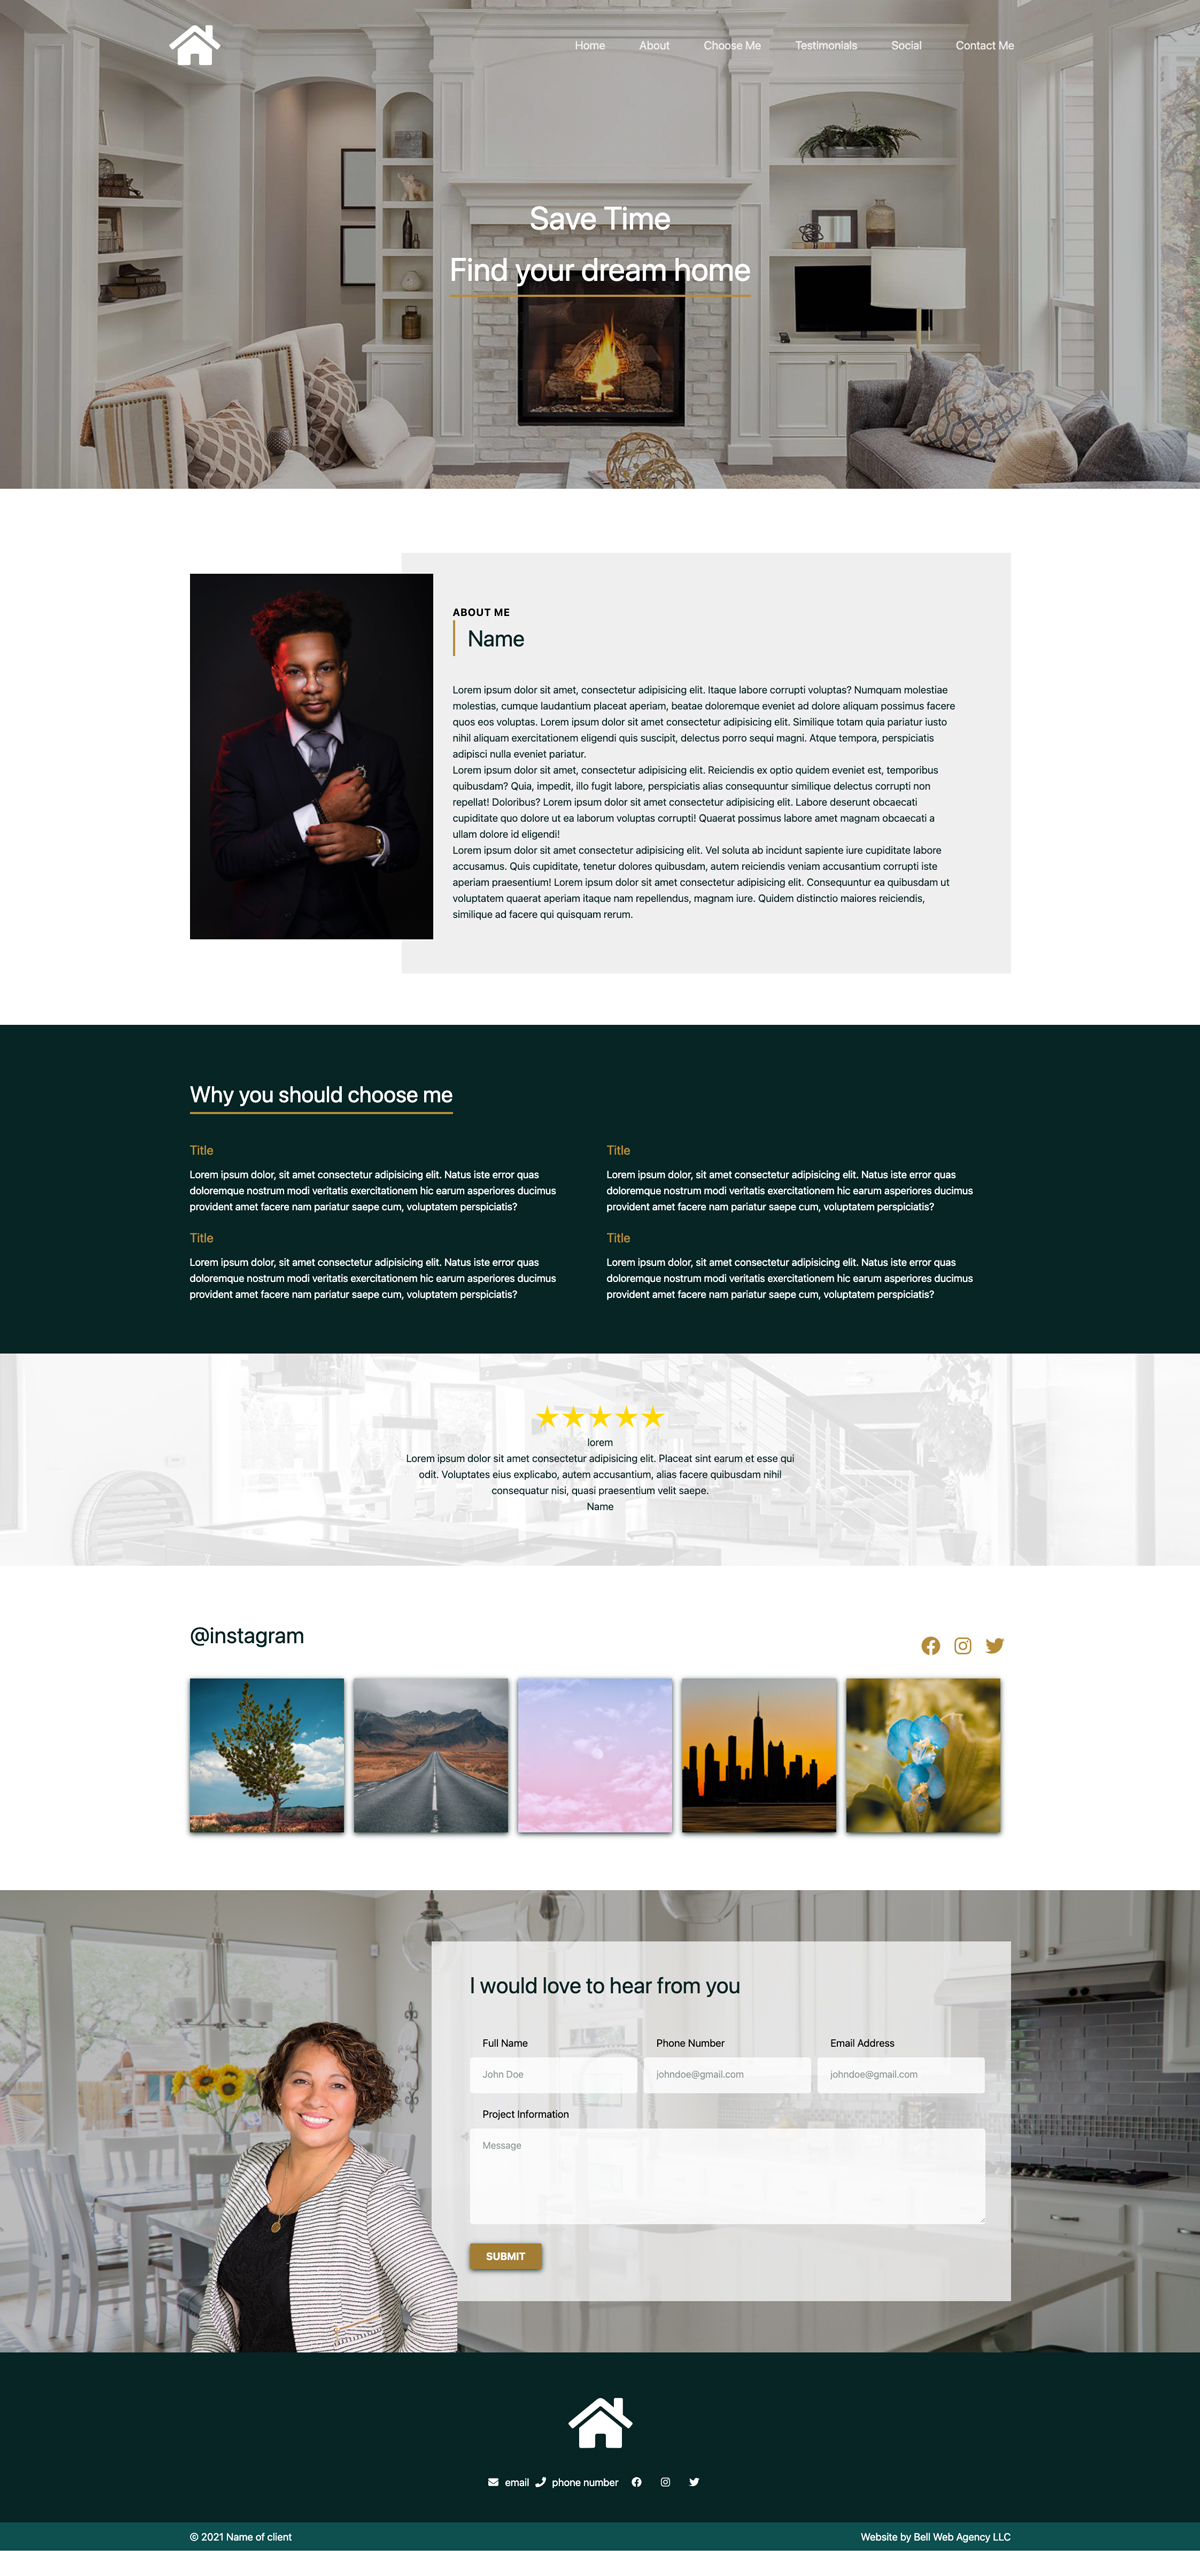 Home About Choose Me Testimonials Social Contact Me
Save Time
Find your dream home
ABOUT ME
Name
Lorem ipsum dolor sit amet, consectetur adipisicing elit. Itaque labore corrupti voluptas? Numquam molestiae
molestias, cumque laudantium placeat aperiam, beatae doloremque eveniet ad dolore aliquam possimus facere
quos eos voluptas. Lorem ipsum dolor sit amet consectetur adipisicing elit. Similique totam quia pariatur iusto
nihil aliquam exercitationem eligendi quis suscipit, delectus porro sequi magni. Atque tempora, perspiciatis
adipisci nulla eveniet pariatur.
Lorem ipsum dolor sit amet, consectetur adipisicing elit. Reiciendis ex optio quidem eveniet est, temporibus
quibusdam? Quia, impedit, illo fugit labore, perspiciatis alias consequuntur similique delectus corrupti non
repellat! Doloribus? Lorem ipsum dolor sit amet consectetur adipisicing elit. Labore deserunt obcaecati
cupiditate quo dolore ut ea laborum voluptas corrupti! Quaerat possimus labore amet magnam obcaecati a
ullam dolore id eligendi!
Lorem ipsum dolor sit amet consectetur adipisicing elit. Vel soluta ab incidunt sapiente iure cupiditate labore
accusamus. Quis cupiditate, tenetur dolores quibusdam, autem reiciendis veniam accusantium corrupti iste
aperiam praesentium! Lorem ipsum dolor sit amet consectetur adipisicing elit. Consequuntur ea quibusdam ut
voluptatem quaerat aperiam itaque nam repellendus, magnam iure. Quidem distinctio maiores reiciendis,
similique ad facere qui quisquam rerum.
Why you should choose me
Title
Lorem ipsum dolor, sit amet consectetur adipisicing elit. Natus iste error quas
doloremque nostrum modi veritatis exercitationem hic earum asperiores ducimus
provident amet facere nam pariatur saepe cum, voluptatem perspiciatis?
Title
Lorem ipsum dolor, sit amet consectetur adipisicing elit. Natus iste error quas
doloremque nostrum modi veritatis exercitationem hic earum asperiores ducimus
provident amet facere nam pariatur saepe cum, voluptatem perspiciatis?
Title
Lorem ipsum dolor, sit amet consectetur adipisicing elit. Natus iste error quas
doloremque nostrum modi veritatis exercitationem hic earum asperiores ducimus
provident amet facere nam pariatur saepe cum, voluptatem perspiciatis?
Title
Lorem ipsum dolor, sit amet consectetur adipisicing elit. Natus iste error quas
doloremque nostrum modi veritatis exercitationem hic earum asperiores ducimus
provident amet facere nam pariatur saepe cum, voluptatem perspiciatis?
lorem
Lorem ipsum dolor sit amet consectetur adipisicing elit. Placeat sint earum et esse qui
odit. Voluptates eius explicabo, autem accusantium, alias facere quibusdam nihil
consequatur nisi, quasi praesentium velit saepe.
Name
@instagram
I would love to hear from you
Full Name Phone Number Email Address
John Doe johndoe@gmail.com johndoe@gmail.com
Project Information
Message
SUBMIT
email phone number
© 2021 Name of client Website by Bell Web Agency LLC